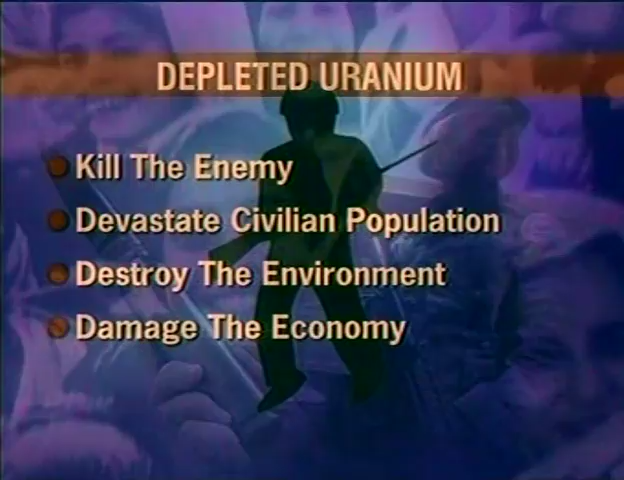 DEPLETED URANIUM
Kill The Enemy
Devastate Civilian Population
Destroy The Environment
Damage The Economy